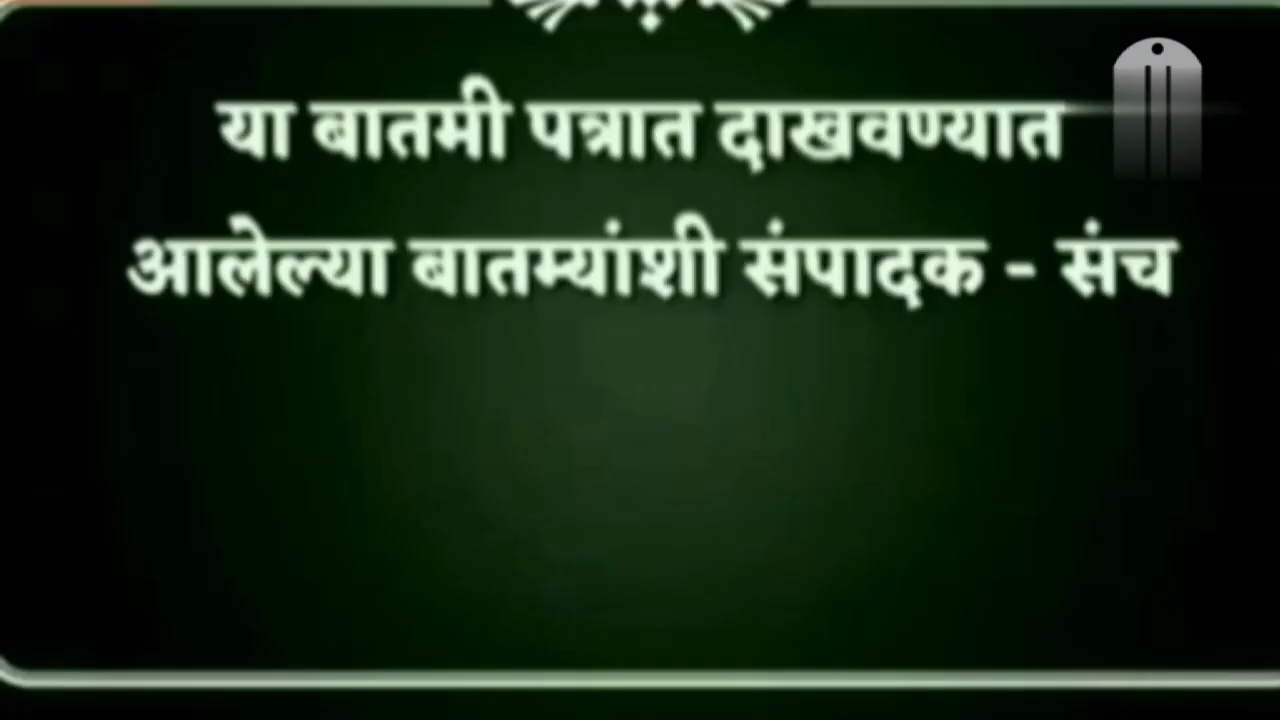 या बातमी पत्रात दाखवण्यात
आलेल्या बातम्यांशी संपादक - संच